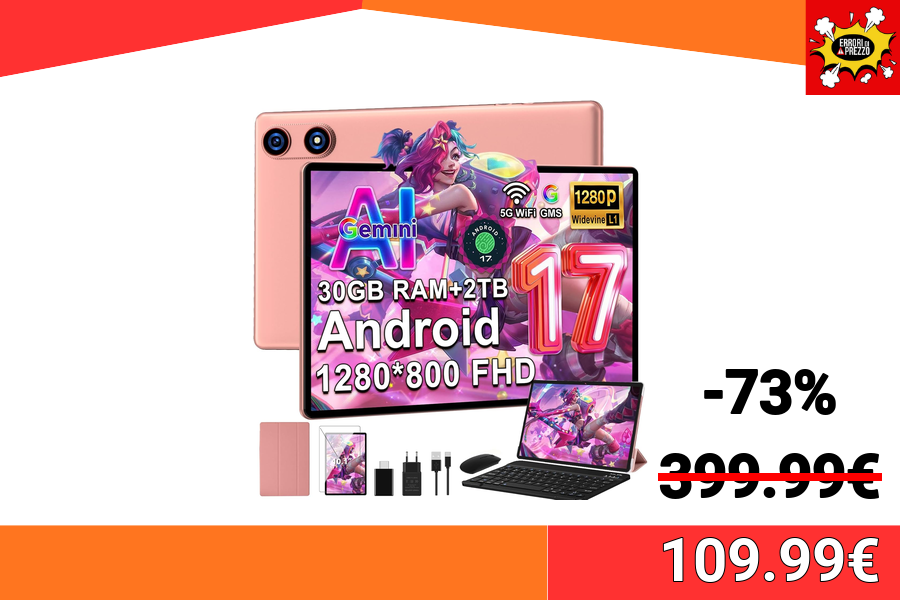 ERRORI DI
PREZZO
AI
Gemini
5G WiFi GMS
1280P
Widevine L1
ANDROID
17
17
30GB RAM+2TB
Android
1280*800 FHD
-73%
399.99€
109.99€